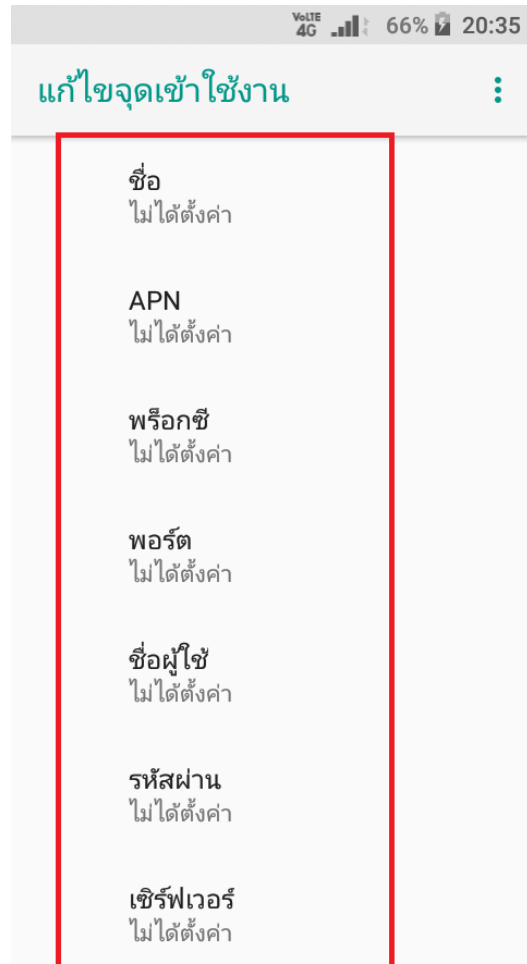 VoLTE
4G 66% 20:35
แก้ไขจุดเข้าใช้งาน
ชื่อ
ไม่ได้ตั้งค่า
APN
ไม่ได้ตั้งค่า
พร็อกซี
ไม่ได้ตั้งค่า
พอร์ต
ไม่ได้ตั้งค่า
ชื่อผู้ใช้
ไม่ได้ตั้งค่า
รหัสผ่าน
ไม่ได้ตั้งค่า
เซิร์ฟเวอร์
ไม่ได้ตั้งค่า